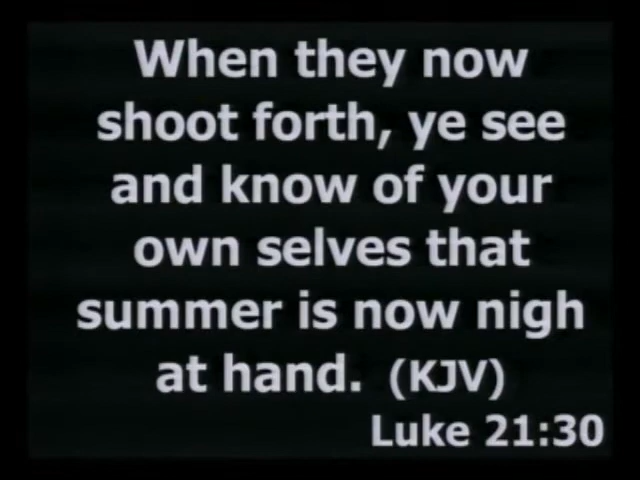 When they now
shoot forth, ye see
and know of your
own selves that
summer is now nigh
at hand. (KJV)
Luke 21:30